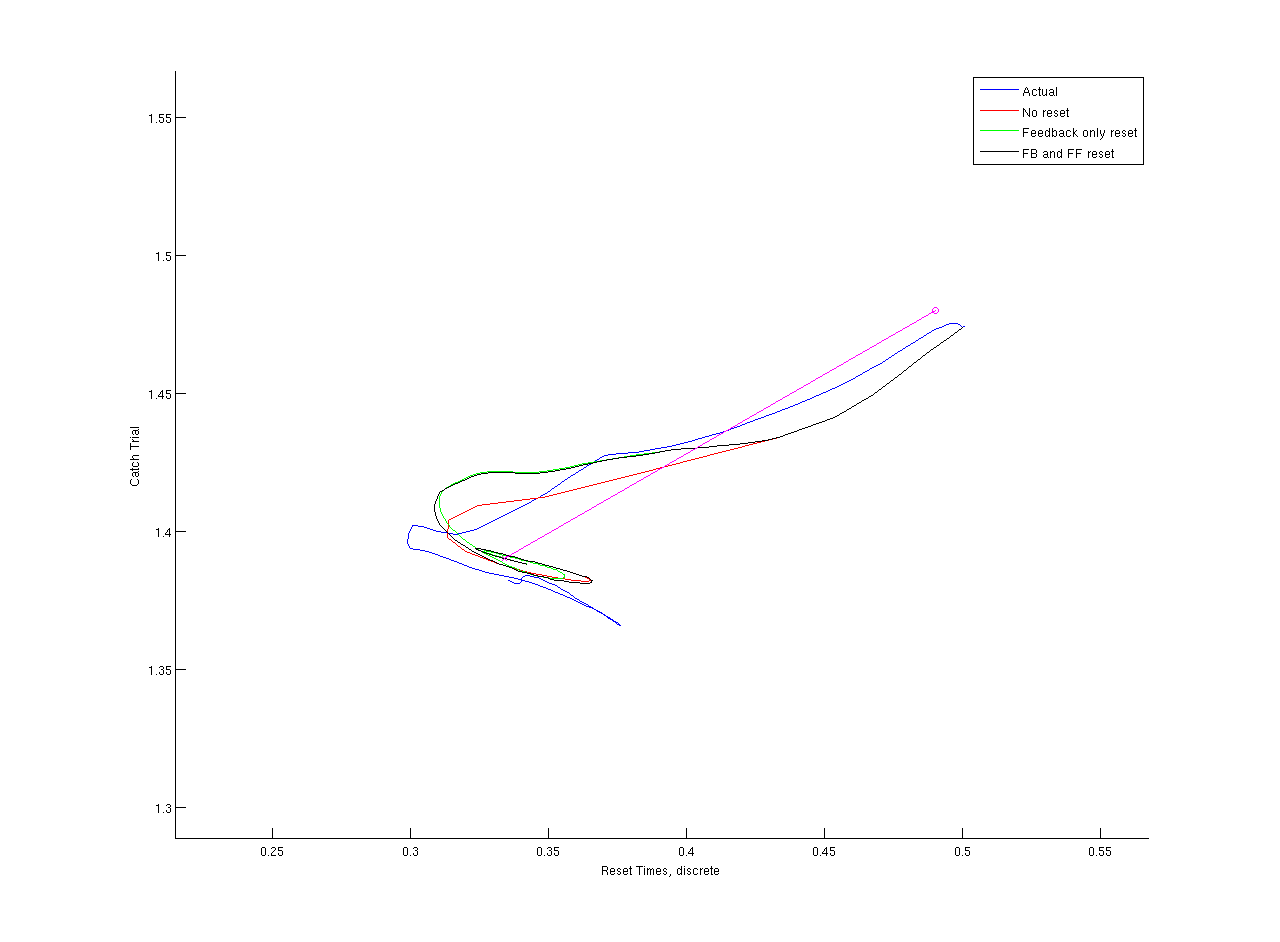 Actual
No reset
Feedback only reset
FB and FF reset
1.55
1.5
1.45
1.4
1.35
1.3
Catch Trial
0.25
0.3
0.35
0.4
0.45
0.5
0.55
Reset Times, discrete